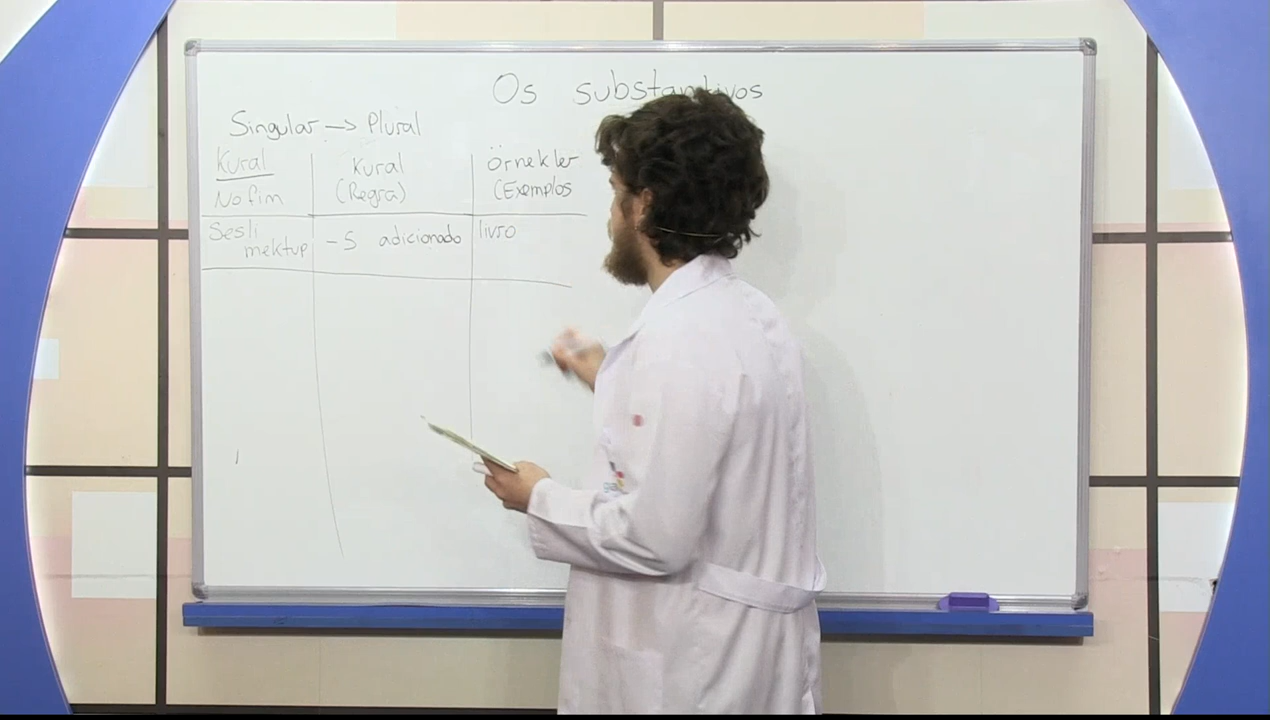 Os substantivos
Singular → Plural
Kural
No fim
Kural
(Regra)
örnekler
(Exemplos
Sesli
mektup
-s adicionado
livro